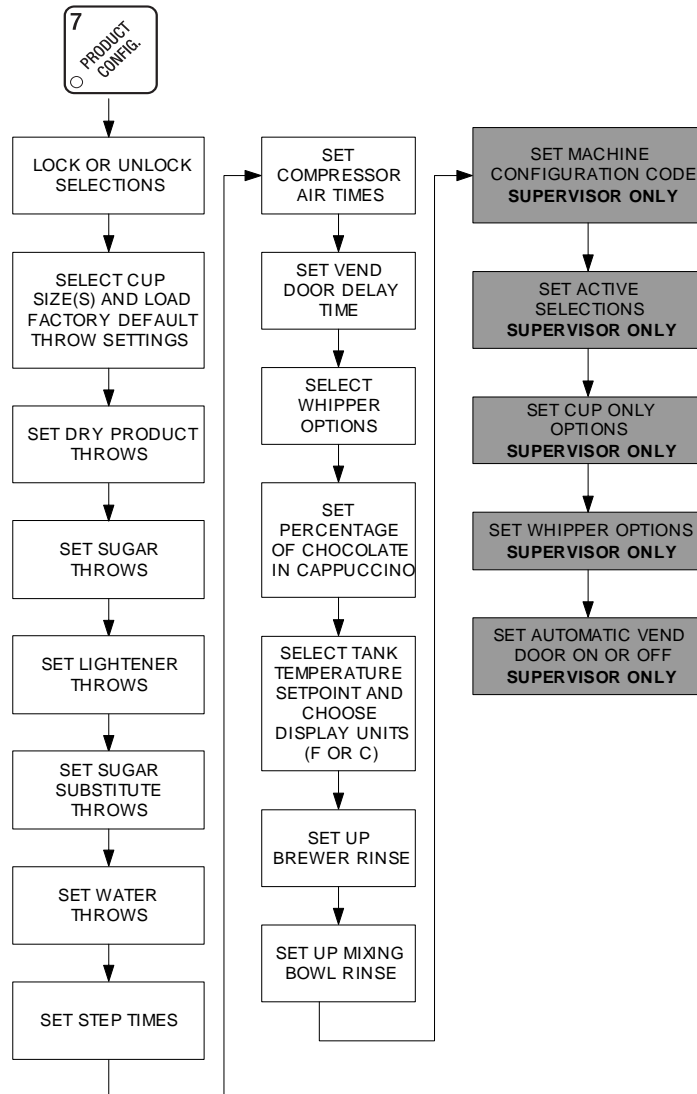 7
PRODUCT
CONFIG.
LOCK OR UNLOCK
SELECTIONS
SELECT CUP
SIZE(S) AND LOAD
FACTORY DEFAULT
THROW SETTINGS
SET DRY PRODUCT
THROWS
SET SUGAR
THROWS
SET LIGHTENER
THROWS
SET SUGAR
SUBSTITUTE
THROWS
SET WATER
THROWS
SET STEP TIMES
SET
COMPRESSOR
AIR TIMES
SET VEND
DOOR DELAY
TIME
SELECT
WHIPPER
OPTIONS
SET
PERCENTAGE
OF CHOCOLATE
IN CAPPUCCINO
SELECT TANK
TEMPERATURE
SETPOINT AND
CHOOSE
DISPLAY UNITS
(F OR C)
SET UP
BREWER RINSE
SET UP MIXING
BOWL RINSE
SET MACHINE
CONFIGURATION CODE
SUPERVISOR ONLY
SET ACTIVE
SELECTIONS
SUPERVISOR ONLY
SET CUP ONLY
OPTIONS
SUPERVISOR ONLY
SET WHIPPER OPTIONS
SUPERVISOR ONLY
SET AUTOMATIC VEND
DOOR ON OR OFF
SUPERVISOR ONLY